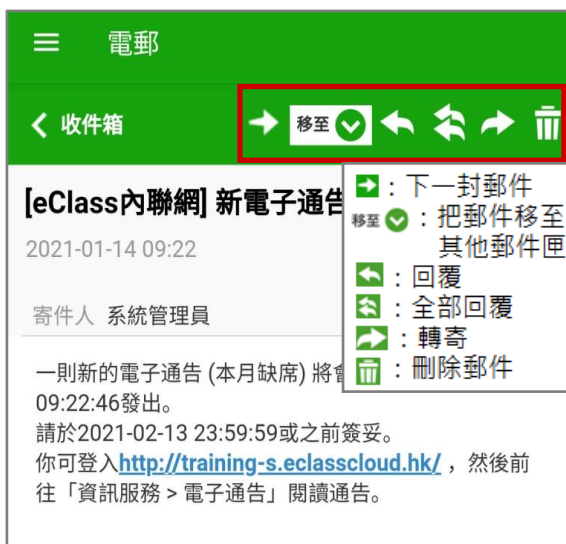 電郵
收件箱
移至
[eClass內聯網] 新電子通告
2021-01-14 09:22
寄件人 系統管理員
：下一封郵件
移至 ：把郵件移至
其他郵件匣
：回覆
：全部回覆
：轉寄
：刪除郵件
一則新的電子通告 (本月缺席) 將會
09:22:46發出。
請於2021-02-13 23:59:59或之前簽妥。
你可登入http://training-s.eclasscloud.hk/ ，然後前
往「資訊服務 > 電子通告」閱讀通告。